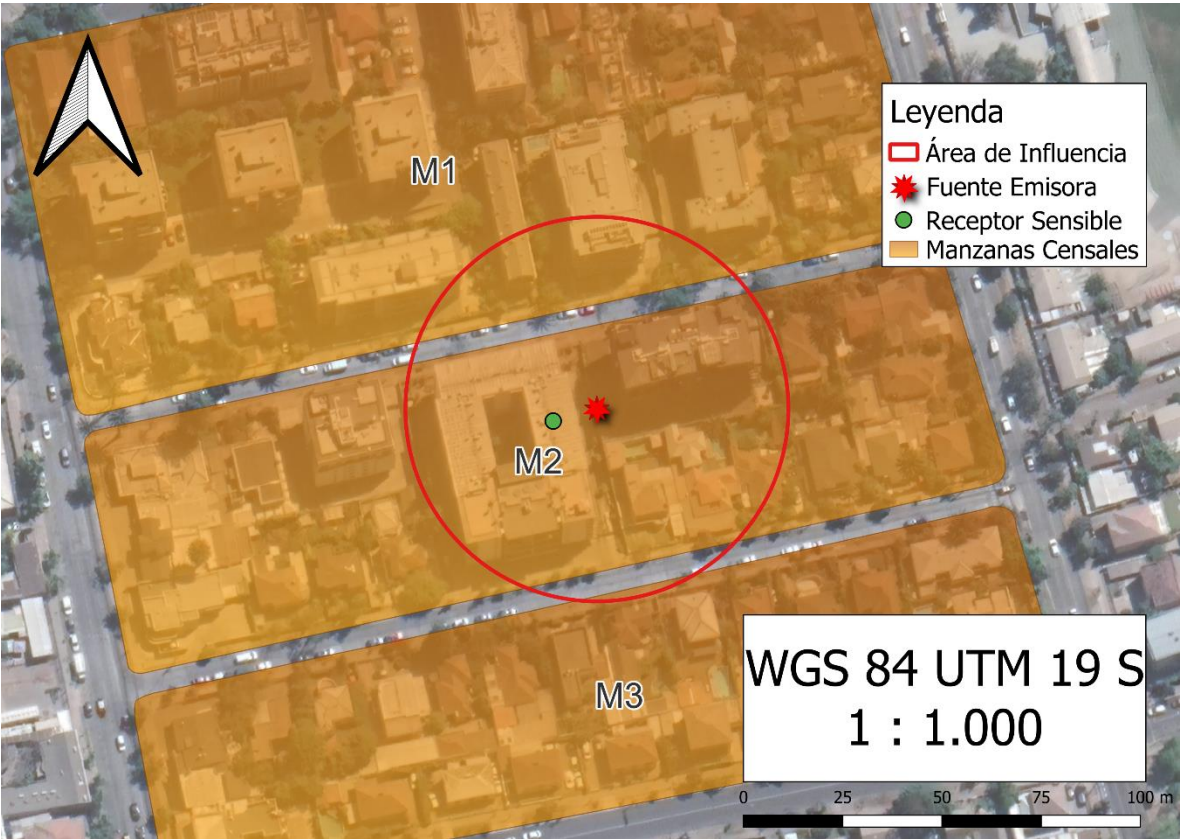 M1
Leyenda
Área de Influencia
Fuente Emisora
Receptor Sensible
Manzanas Censales
M2
M3
WGS 84 UTM 19 S
1 : 1.000
0 25 50 75 100 m